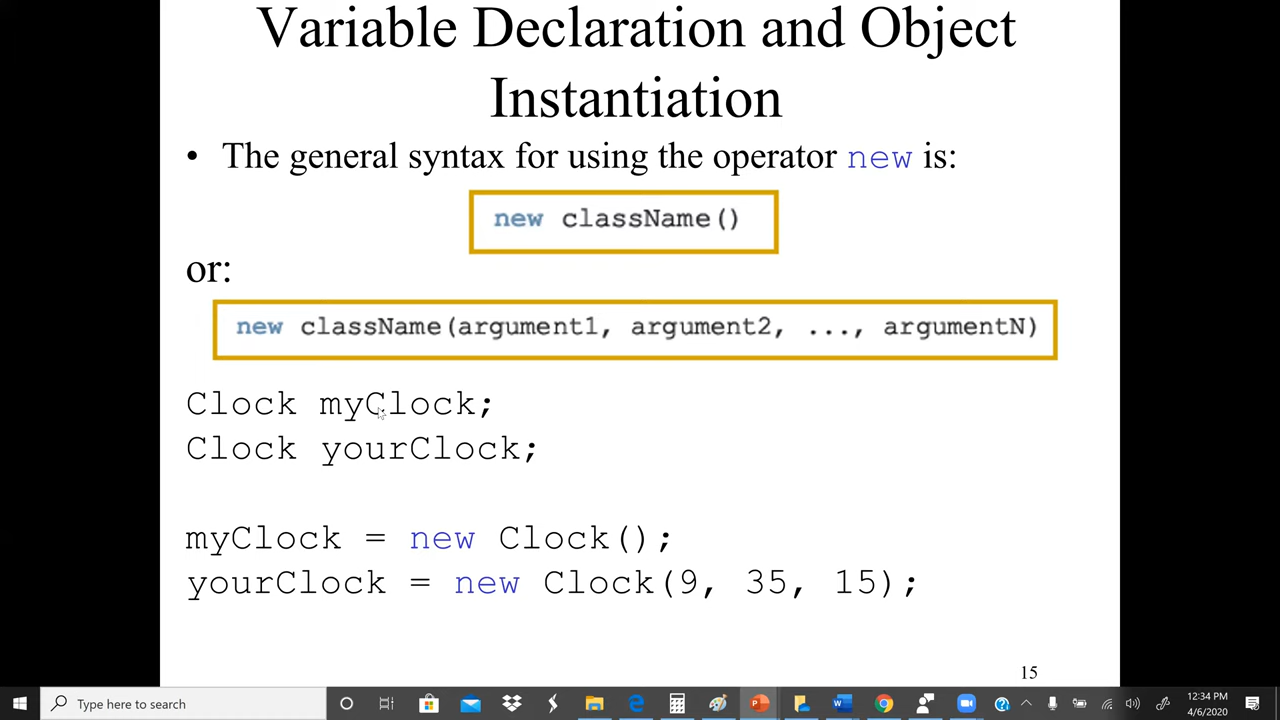 Variable Declaration and Object
Instantiation
• The general syntax for using the operator new is:
new className()
or:
new className(argument1, argument2, ..., argumentN)
Clock myClock;
Clock yourClock;
myClock = new Clock();
yourClock = new Clock(9, 35, 15);
15
Type here to search
12:34 PM
4/6/2020